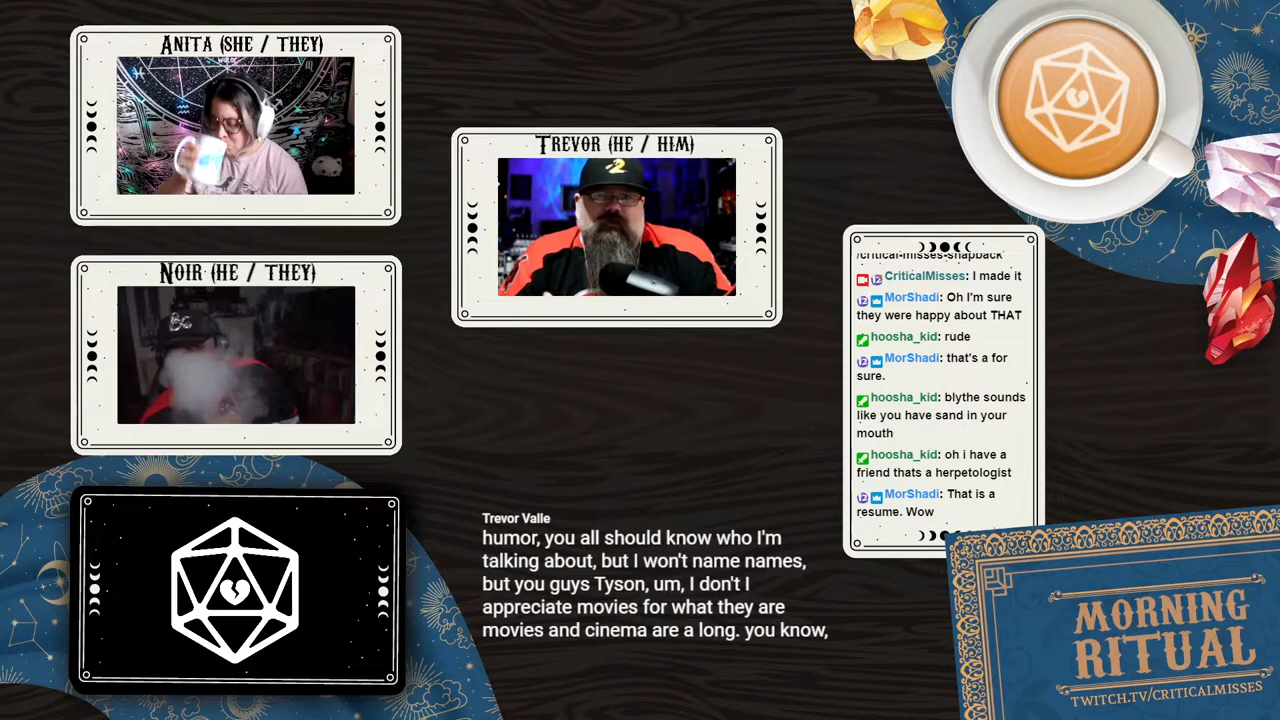 Anita (she / they)
Trevor (he / him)
Noir (he / they)
/critical-misses-snapback
CriticalMisses: I made it
MorShadi: Oh I'm sure
they were happy about THAT
hoosha_kid: rude
MorShadi: that's a for
sure.
hoosha_kid: blythe sounds
like you have sand in your
mouth
hoosha_kid: oh i have a
friend thats a herpetologist
MorShadi: That is a
resume. Wow
Trevor Valle
humor, you all should know who I'm
talking about, but I won't name names,
but you guys Tyson, um, I don't I
appreciate movies for what they are
movies and cinema are a long. you know,
Morning
Ritual
twitch.tv/criticalmisses